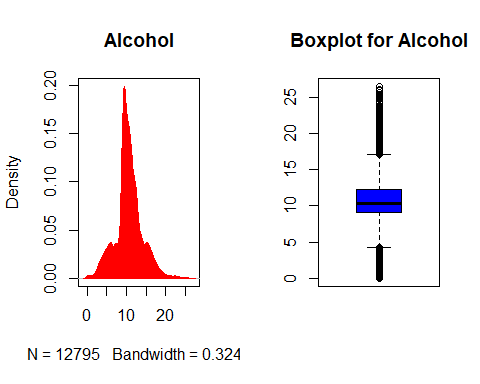 Alcohol
Density
0.00 0.05 0.10 0.15 0.20
0 10 20
N = 12795 Bandwidth = 0.324
Boxplot for Alcohol
0 5 10 15 20 25